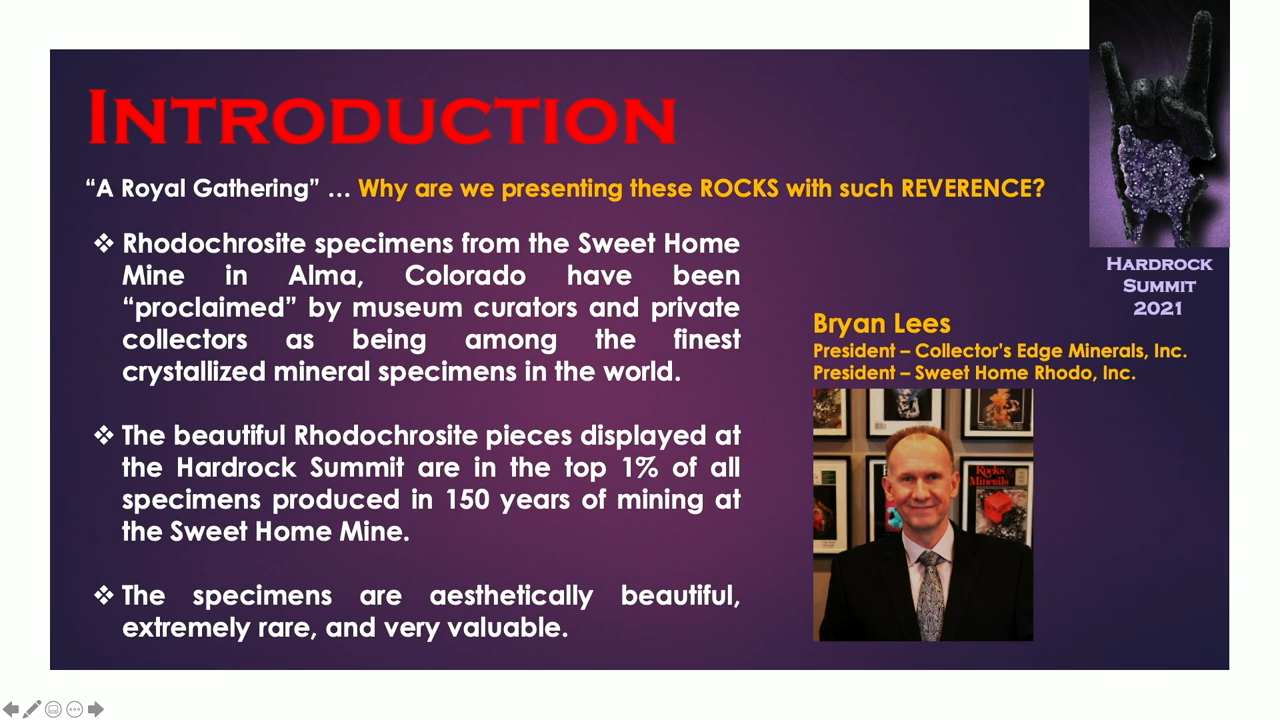 INTRODUCTION
“A Royal Gathering” … Why are we presenting these ROCKS with such REVERENCE?
❖ Rhodochrosite specimens from the Sweet Home
Mine in Alma, Colorado have been
“proclaimed” by museum curators and private
collectors as being among the finest
crystallized mineral specimens in the world.
❖ The beautiful Rhodochrosite pieces displayed at
the Hardrock Summit are in the top 1% of all
specimens produced in 150 years of mining at
the Sweet Home Mine.
❖ The specimens are aesthetically beautiful,
extremely rare, and very valuable.
HARDROCK
SUMMIT
2021
Bryan Lees
President – Collector's Edge Minerals, Inc.
President – Sweet Home Rhodo, Inc.
Rocks
Minerals